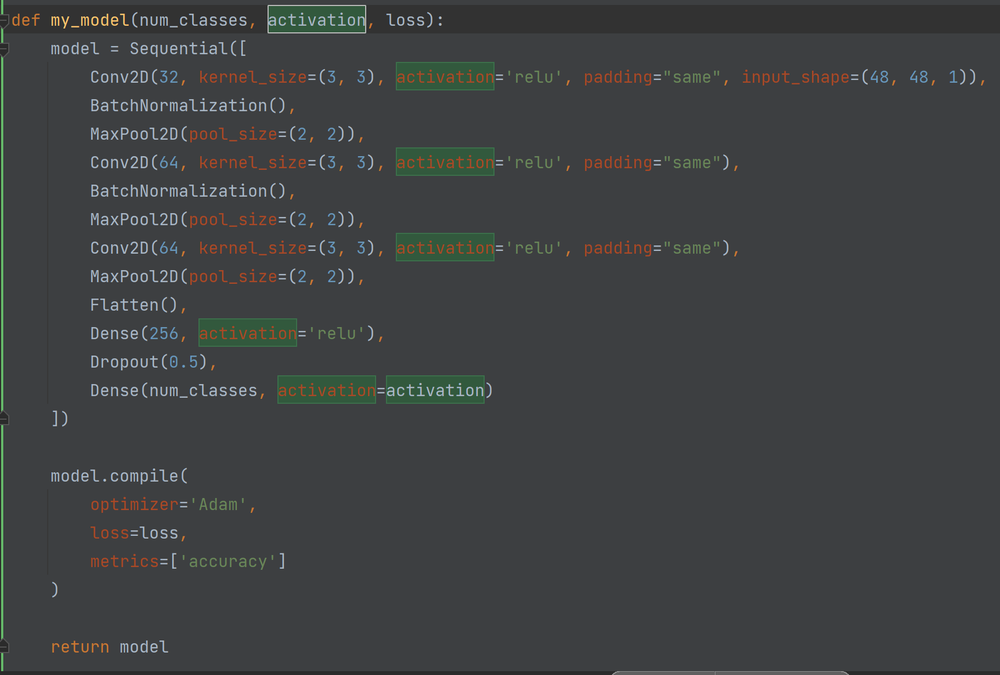 def my_model(num_classes, activation, loss):
    model = Sequential([
        Conv2D(32, kernel_size=(3, 3), activation='relu', padding="same", input_shape=(48, 48, 1)),
        BatchNormalization(),
        MaxPool2D(pool_size=(2, 2)),
        Conv2D(64, kernel_size=(3, 3), activation='relu', padding="same"),
        BatchNormalization(),
        MaxPool2D(pool_size=(2, 2)),
        Conv2D(64, kernel_size=(3, 3), activation='relu', padding="same"),
        MaxPool2D(pool_size=(2, 2)),
        Flatten(),
        Dense(256, activation='relu'),
        Dropout(0.5),
        Dense(num_classes, activation=activation)
    ])
    model.compile(
        optimizer='Adam',
        loss=loss,
        metrics=['accuracy']
    )
    return model